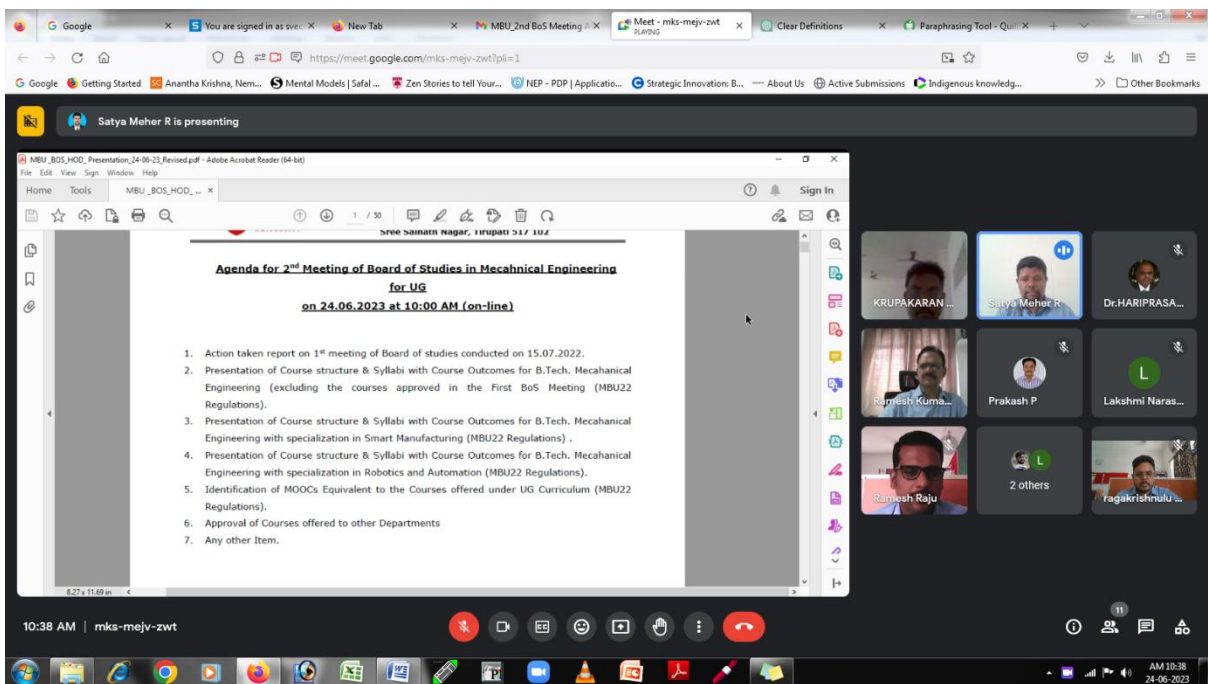 Google
You are signed in as svec
New Tab
MBU_2nd BoS Meeting
Meet - mks-mejv-zwt
PLAYING
Clear Definitions
Paraphrasing Tool - Quill
https://meet.google.com/mks-mejv-zwt?pli=1
Google
Getting Started
Anantha Krishna, Nem...
Mental Models | Safal ...
Zen Stories to tell Your...
NEP - PDP | Applicatio...
Strategic Innovation: B...
About Us
Active Submissions
Indigenous knowledg...
Other Bookmarks
Satya Meher R is presenting
MBU _BOS_HOD_ Presentation_24-06-23_Revised.pdf - Adobe Acrobat Reader (64-bit)
File Edit View Sign Window Help
Home Tools MBU _BOS_HOD_ ... × Sign In
1 / 50
Sree Sainath Nagar, Tirupati 517 102
Agenda for 2nd Meeting of Board of Studies in Mecahnical Engineering
for UG
on 24.06.2023 at 10:00 AM (on-line)
1. Action taken report on 1st meeting of Board of studies conducted on 15.07.2022.
2. Presentation of Course structure & Syllabi with Course Outcomes for B.Tech. Mecahanical
Engineering (excluding the courses approved in the First BoS Meeting (MBU22
Regulations).
3. Presentation of Course structure & Syllabi with Course Outcomes for B.Tech. Mecahanical
Engineering with specialization in Smart Manufacturing (MBU22 Regulations) .
4. Presentation of Course structure & Syllabi with Course Outcomes for B.Tech. Mecahanical
Engineering with specialization in Robotics and Automation (MBU22 Regulations).
5. Identification of MOOCs Equivalent to the Courses offered under UG Curriculum (MBU22
Regulations).
6. Approval of Courses offered to other Departments
7. Any other Item.
8.27 x 11.69 in
KRUPAKARAN ...
Satya Meher R
Dr.HARIPRASA...
Ramesh Kuma...
Prakash P
L
Lakshmi Naras...
Ramesh Raju
L
2 others
ragakrishnulu ...
10:38 AM | mks-mejv-zwt
11
AM 10:38
24-06-2023